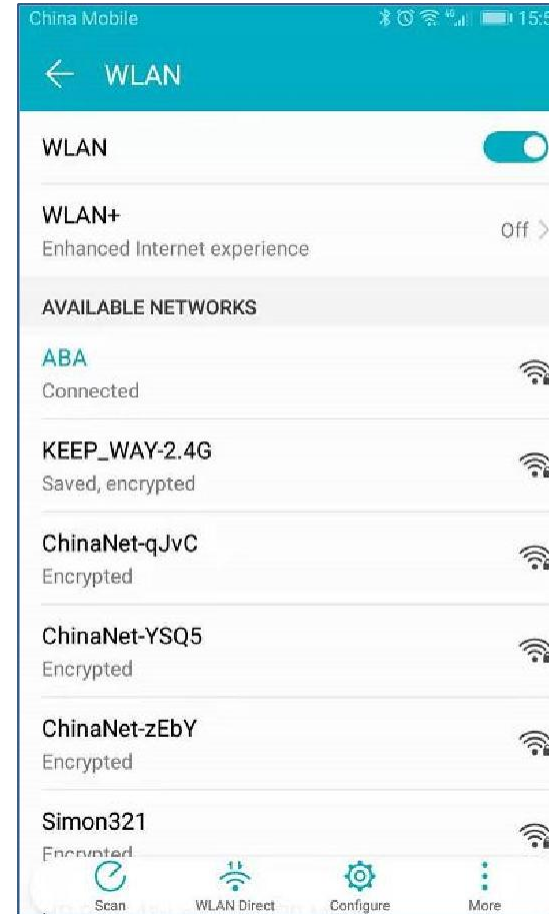 China Mobile 4G 15:5
WLAN
WLAN
WLAN+
Enhanced Internet experience
Off
AVAILABLE NETWORKS
ABA
Connected
KEEP_WAY-2.4G
Saved, encrypted
ChinaNet-qJvC
Encrypted
ChinaNet-YSQ5
Encrypted
ChinaNet-zEbY
Encrypted
Simon321
Encrypted
Scan WLAN Direct Configure More